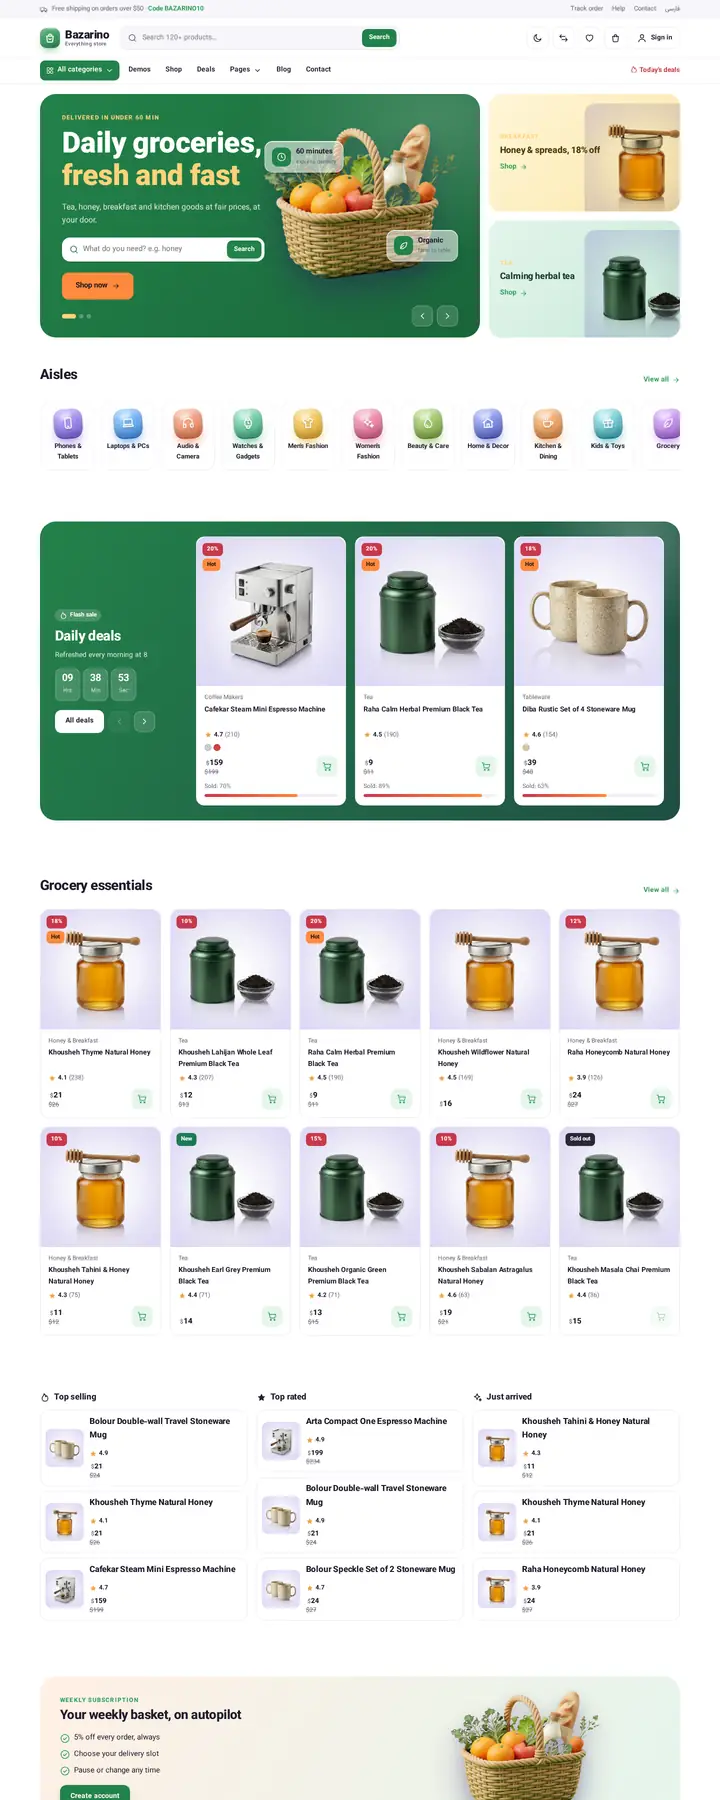 Free shipping on orders over $50 · Code BAZARINO10
Track order
Help
Contact
فارسی
Bazarino
Everything store
Search 120+ products…
Search
Sign in
All categories
Demos
Shop
Deals
Pages
Blog
Contact
Today's deals
DELIVERED IN UNDER 60 MIN
Daily groceries,
fresh and fast
Tea, honey, breakfast and kitchen goods at fair prices, at
your door.
What do you need? e.g. honey
Search
Shop now
60 minutes
Organic
BREAKFAST
Honey & spreads, 18% off
Shop
TEA
Calming herbal tea
Shop
Aisles
View all
Phones &
Tablets
Laptops & PCs
Audio &
Camera
Watches &
Gadgets
Men's Fashion
Women's
Fashion
Beauty & Care
Home & Decor
Kitchen &
Dining
Kids & Toys
Grocery
Flash sale
Daily deals
Refreshed every morning at 8
09
38
53
Hrs
Min
Sec
All deals
20%
Hot
Coffee Makers
Cafekar Steam Mini Espresso Machine
4.7 (210)
$159
$199
Sold: 70%
20%
Hot
Tea
Raha Calm Herbal Premium Black Tea
4.5 (190)
$9
$11
Sold: 89%
18%
Hot
Tableware
Diba Rustic Set of 4 Stoneware Mug
4.6 (154)
$39
$48
Sold: 63%
Grocery essentials
View all
18%
Hot
Honey & Breakfast
Khousheh Thyme Natural Honey
4.1 (238)
$21
$26
10%
Tea
Khousheh Lahijan Whole Leaf
Premium Black Tea
4.3 (207)
$12
$13
20%
Hot
Tea
Raha Calm Herbal Premium
Black Tea
4.5 (190)
$9
$11
Honey & Breakfast
Khousheh Wildflower Natural
Honey
4.5 (169)
$16
12%
Honey & Breakfast
Raha Honeycomb Natural Honey
3.9 (126)
$24
$27
10%
Honey & Breakfast
Khousheh Tahini & Honey
Natural Honey
4.3 (75)
$11
$12
New
Tea
Khousheh Earl Grey Premium
Black Tea
4.4 (71)
$14
15%
Tea
Khousheh Organic Green
Premium Black Tea
4.2 (71)
$13
$15
10%
Honey & Breakfast
Khousheh Sabalan Astragalus
Natural Honey
4.6 (63)
$19
$21
Sold out
Tea
Khousheh Masala Chai Premium
Black Tea
4.4 (36)
$15
Top selling
Bolour Double-wall Travel Stoneware
Mug
4.9
$21
$24
Khousheh Thyme Natural Honey
4.1
$21
$26
Cafekar Steam Mini Espresso Machine
4.7
$159
$199
Top rated
Arta Compact One Espresso Machine
4.9
$199
$234
Bolour Double-wall Travel Stoneware
Mug
4.9
$21
$24
Bolour Speckle Set of 2 Stoneware Mug
4.7
$24
$27
Just arrived
Khousheh Tahini & Honey Natural
Honey
4.3
$11
$12
Khousheh Thyme Natural Honey
4.1
$21
$26
Raha Honeycomb Natural Honey
3.9
$24
$27
WEEKLY SUBSCRIPTION
Your weekly basket, on autopilot
5% off every order, always
Choose your delivery slot
Pause or change any time
Create account